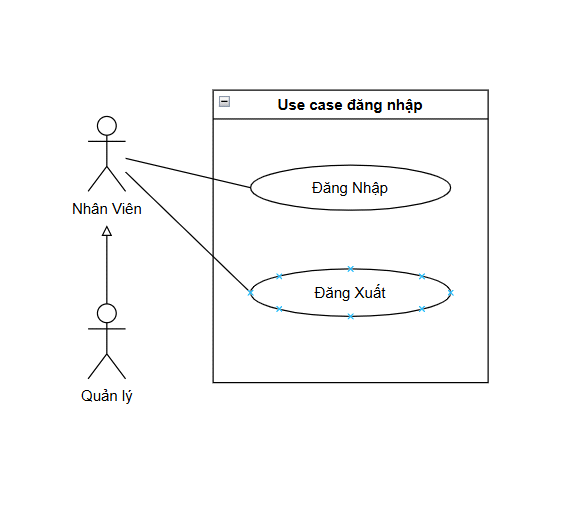 Use case đăng nhập
Đăng Nhập
Nhân Viên
Đăng Xuất
Quản lý